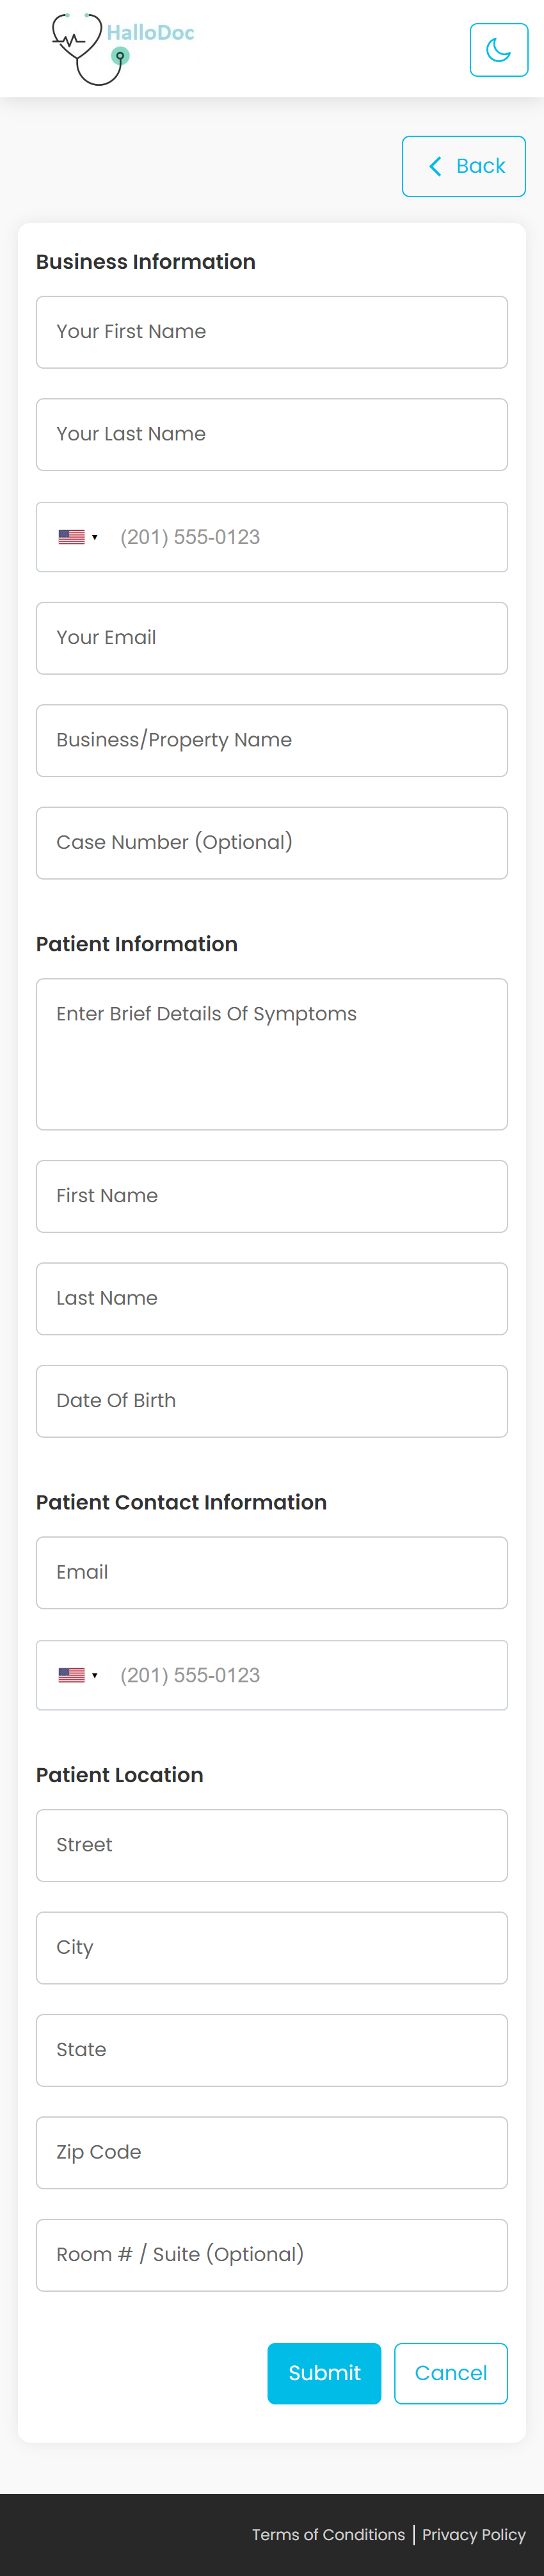 HalloDoc
Back
Business Information
Your First Name
Your Last Name
(201) 555-0123
Your Email
Business/Property Name
Case Number (Optional)
Patient Information
Enter Brief Details Of Symptoms
First Name
Last Name
Date Of Birth
Patient Contact Information
Email
(201) 555-0123
Patient Location
Street
City
State
Zip Code
Room # / Suite (Optional)
Submit Cancel
Terms of Conditions | Privacy Policy